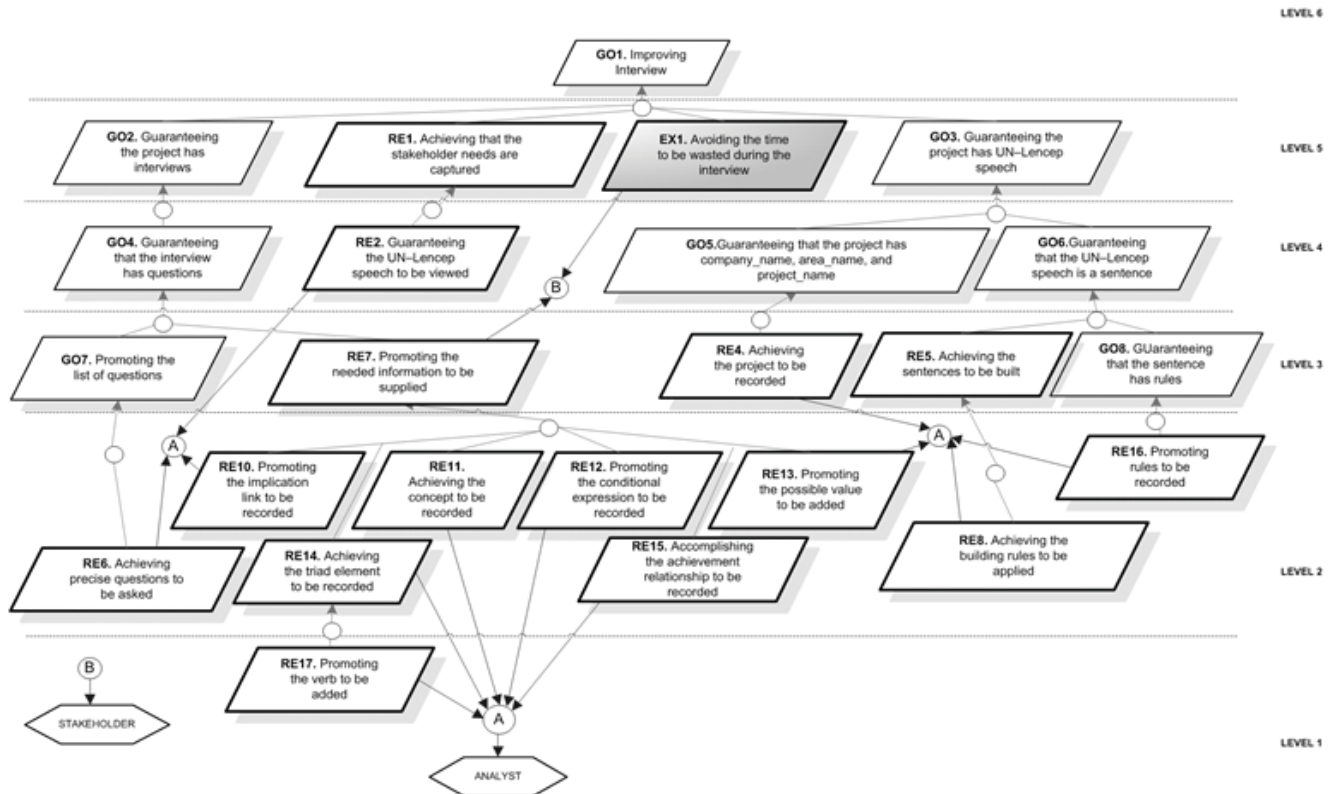 LEVEL 6
GO1. Improving
Interview
GO2. Guaranteeing
the project has
interviews
RE1. Achieving that the
stakeholder needs are
captured
EX1. Avoiding the time
to be wasted during the
interview
GO3. Guaranteeing the
project has UN–Lencep
speech
LEVEL 5
GO4. Guaranteeing
that the interview
has questions
RE2. Guaranteeing
the UN–Lencep
speech to be viewed
B
GO5.Guaranteeing that the project has
company_name, area_name, and
project_name
GO6.Guaranteeing
that the UN–Lencep
speech is a sentence
LEVEL 4
GO7. Promoting the
list of questions
RE7. Promoting the
needed information to be
supplied
RE4. Achieving
the project to be
recorded
RE5. Achieving the
sentences to be built
GO8. GUaranteeing
that the sentence
has rules
LEVEL 3
A
RE10. Promoting
the implication
link to be
recorded
RE11.
Achieving the
concept to be
recorded
RE12. Promoting
the conditional
expression to be
recorded
RE13. Promoting
the possible value
to be added
A
RE16. Promoting
rules to be
recorded
RE6. Achieving
precise questions to
be asked
RE14. Achieving
the triad element
to be recorded
RE15. Accomplishing
the achievement
relationship to be
recorded
RE8. Achieving the
building rules to be
applied
LEVEL 2
B
STAKEHOLDER
RE17. Promoting
the verb to be
added
A
ANALYST
LEVEL 1